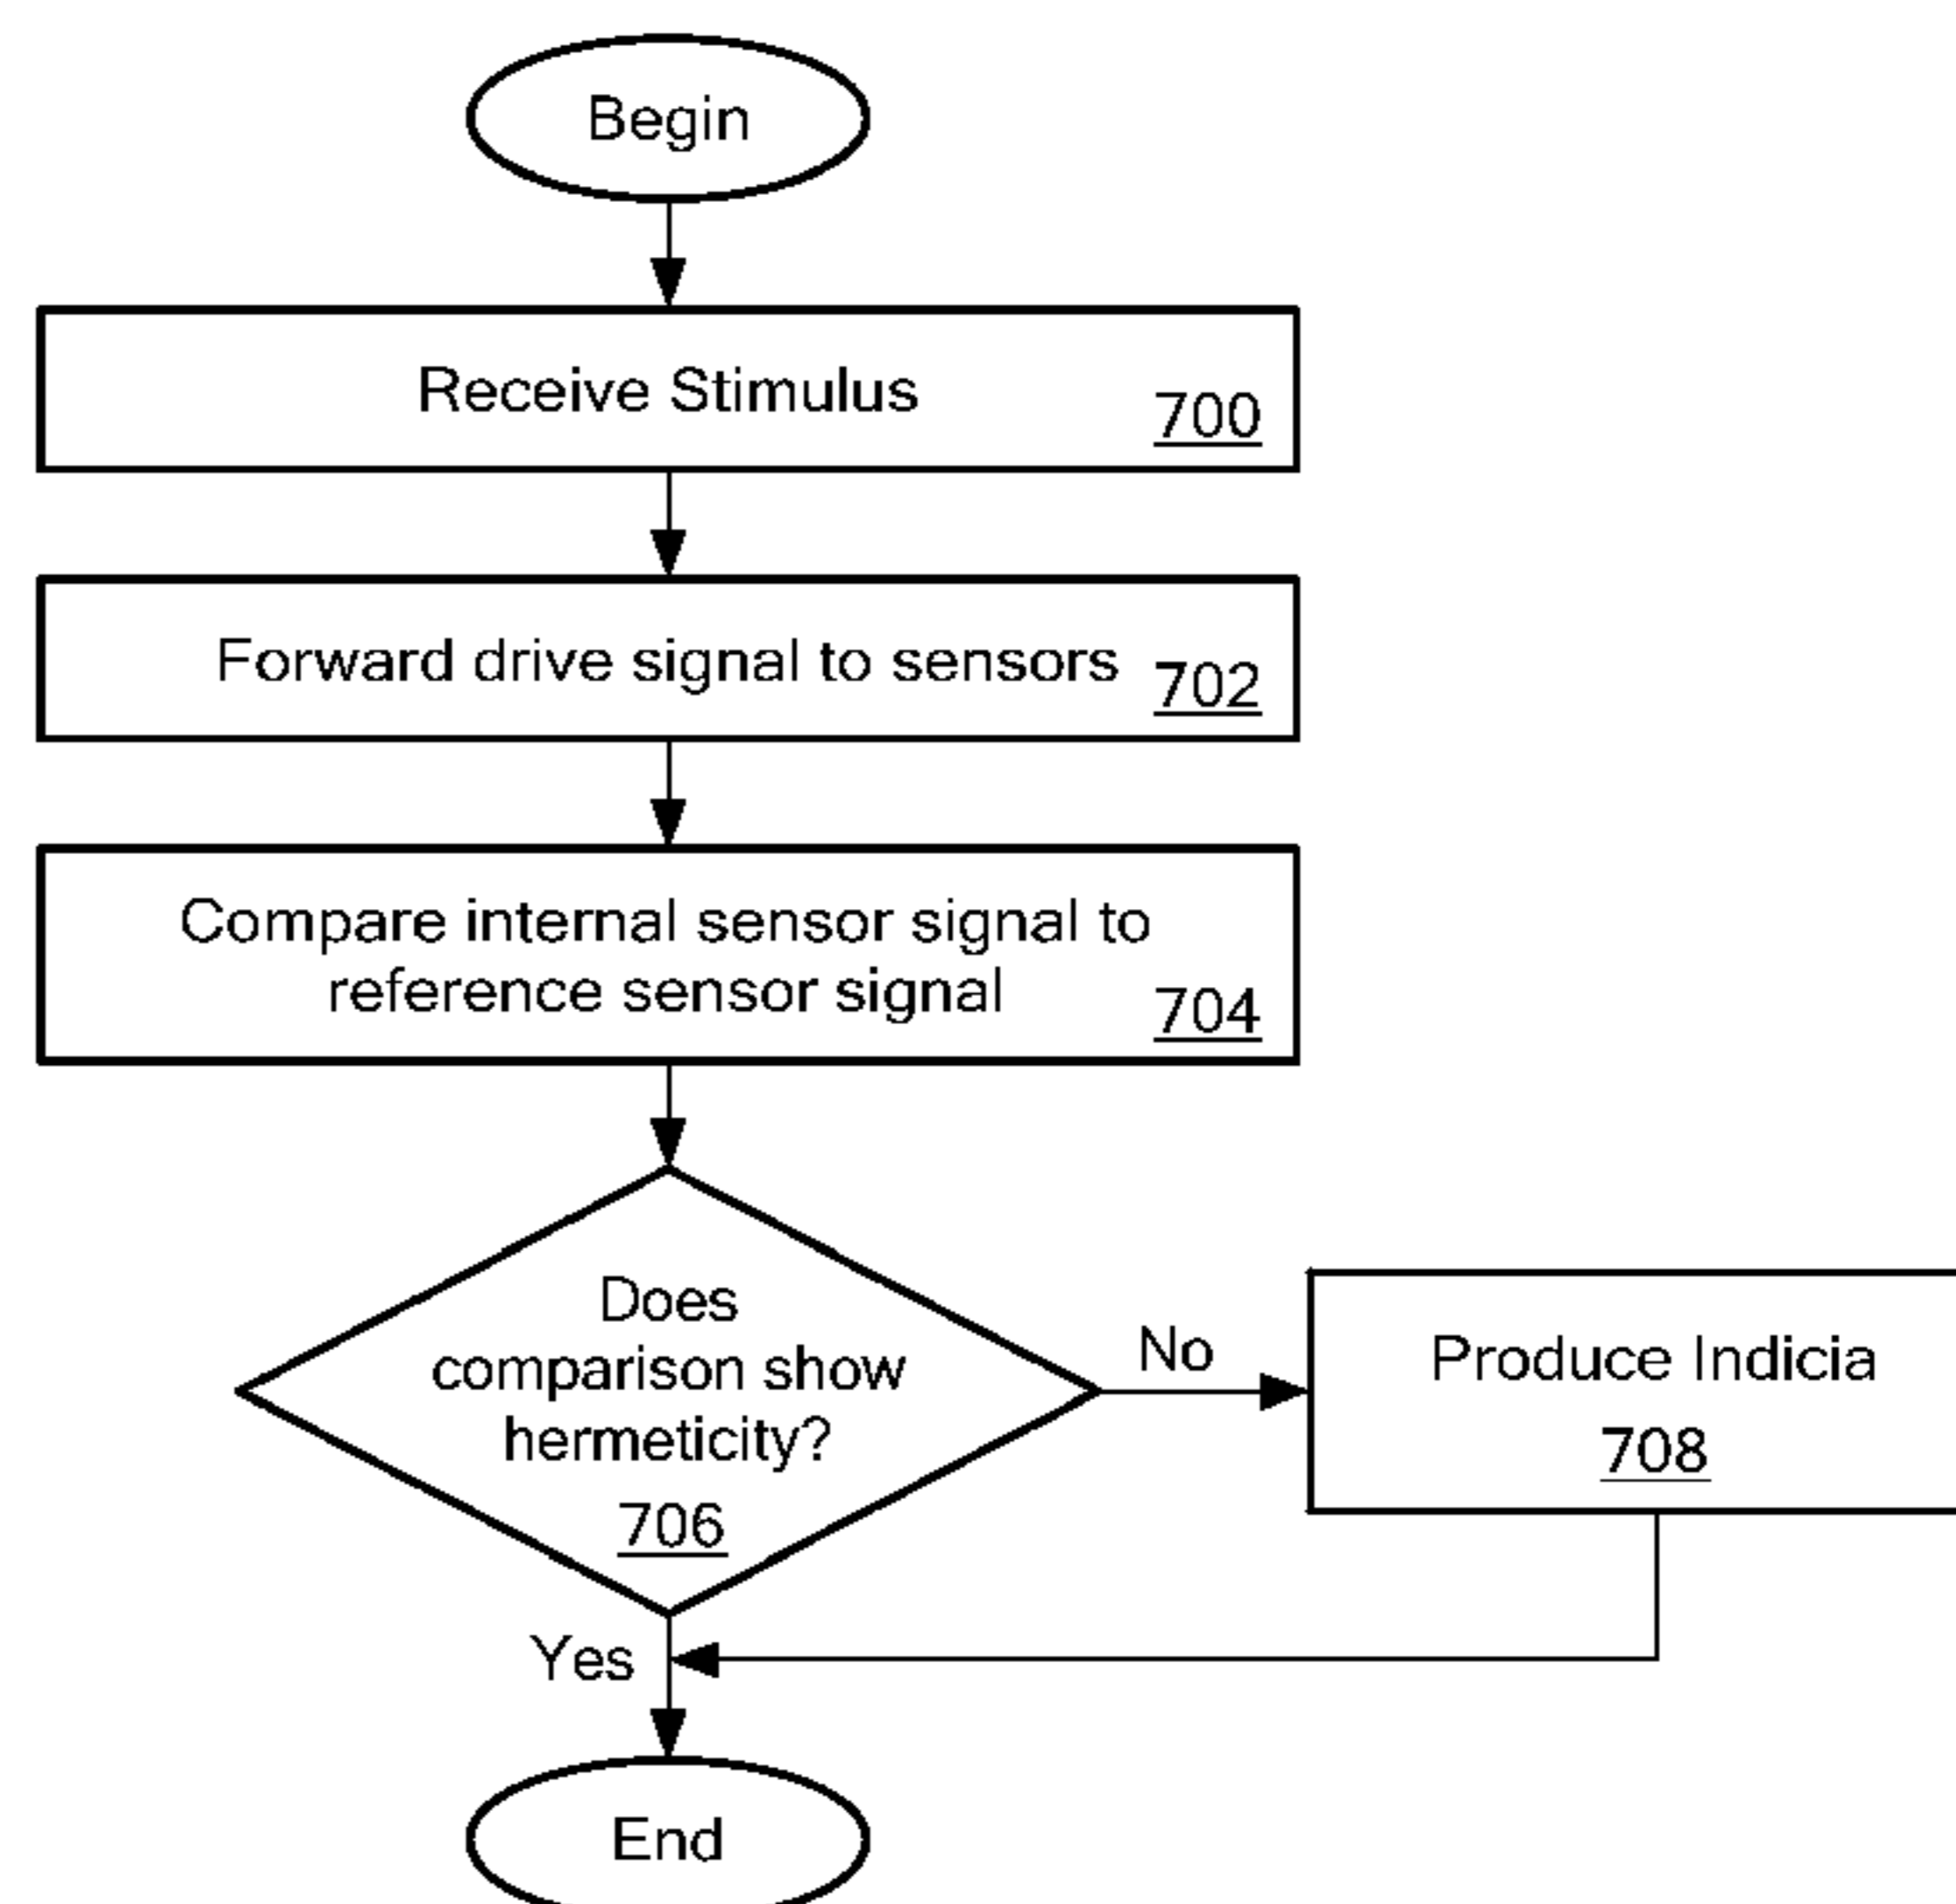 Begin
Receive Stimulus
700
Forward drive signal to sensors
702
Compare internal sensor signal to
reference sensor signal
704
Does
comparison show
hermeticity?
706
No
Produce Indicia
708
Yes
End